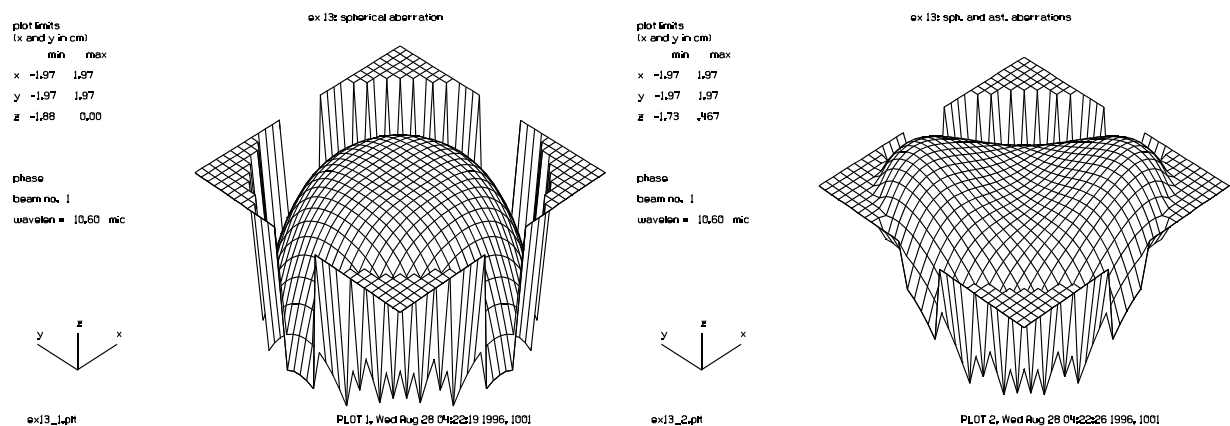 ex 13: spherical aberration
plot limits
(x and y in cm)
min max
x -1.97 1.97
y -1.97 1.97
z -1.88 0.00
phase
beam no. 1
wavelen = 10.60 mic
z
y x
ex13_1.plt
PLOT 1, Wed Aug 28 04:22:19 1996, 1001
ex 13: sph. and ast. aberrations
plot limits
(x and y in cm)
min max
x -1.97 1.97
y -1.97 1.97
z -1.73 .467
phase
beam no. 1
wavelen = 10.60 mic
z
y x
ex13_2.plt
PLOT 2, Wed Aug 28 04:22:26 1996, 1001